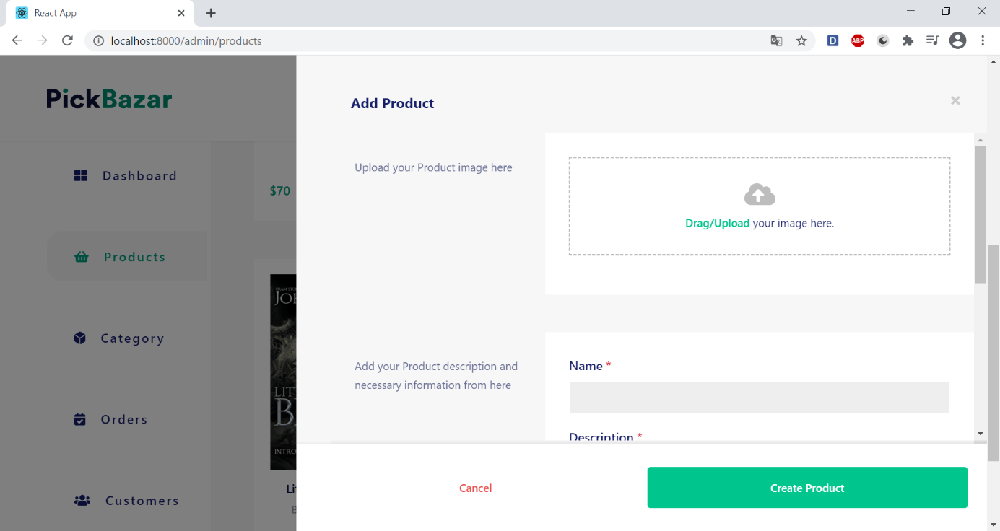 React App
localhost:8000/admin/products
D
ABP
PickBazar
Add Product
Dashboard
Upload your Product image here
$70
Drag/Upload your image here.
Products
Category
Add your Product description and
necessary information from here
Name *
Description *
Orders
INTRO
Cancel
Create Product
Customers